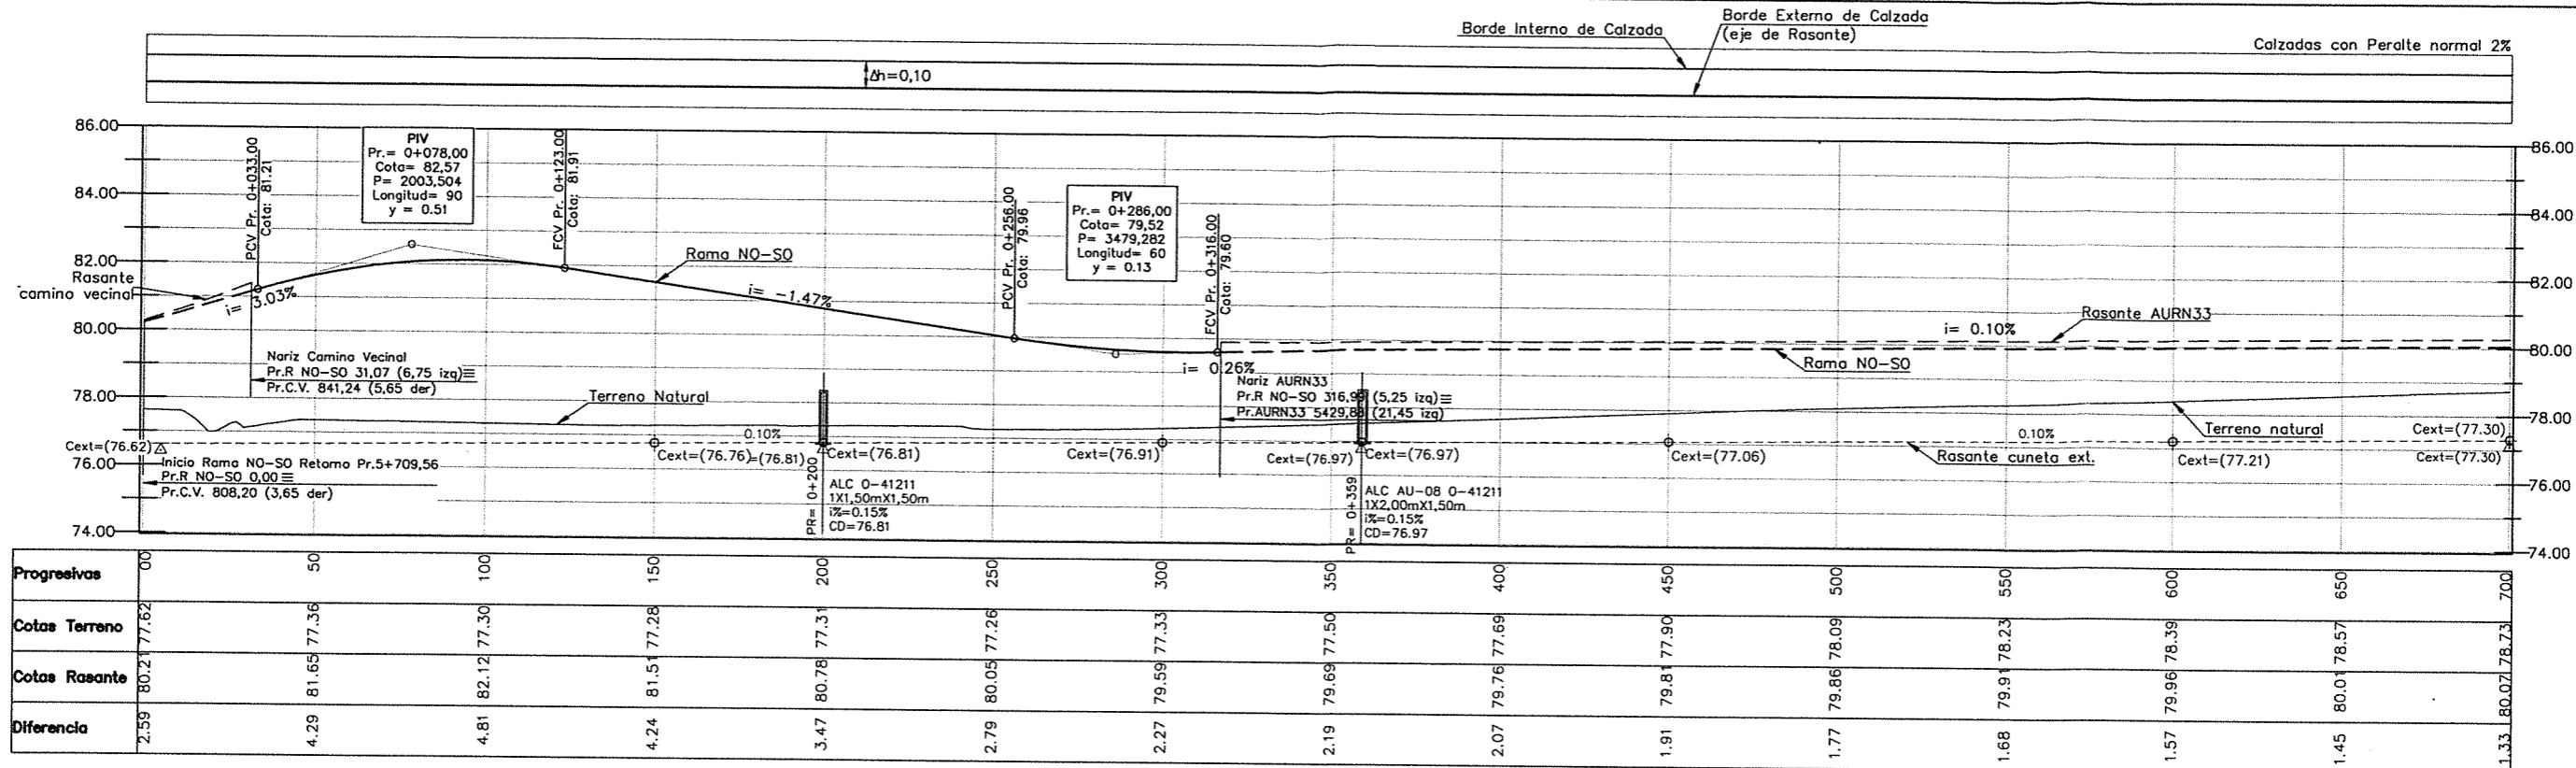 Borde Interno de Calzada
Borde Externo de Calzada
(eje de Rasante)
Calzadas con Peralte normal 2%
Δh=0,10
86.00
84.00
82.00
80.00
78.00
76.00
74.00
86.00
84.00
82.00
80.00
78.00
76.00
74.00
PCV Pr. 0+033.00
Cota: 81.21
PIV
Pr.= 0+078,00
Cota= 82,57
P= 2003,504
Longitud= 90
y = 0.51
FCV Pr. 0+123.00
Cota: 81.91
PCV Pr. 0+256.00
Cota: 79.96
PIV
Pr.= 0+286,00
Cota= 79,52
P= 3479,282
Longitud= 60
y = 0.13
FCV Pr. 0+316.00
Cota: 79.60
Rasante
camino vecinal
i= 3.03%
Rama NO-SO
i= -1.47%
i= 0.26%
i= 0.10%
Rasante AURN33
Rama NO-SO
Nariz Camino Vecinal
Pr.R NO-SO 31,07 (6,75 izq)≡
Pr.C.V. 841,24 (5,65 der)
Terreno Natural
Nariz AURN33
Pr.R NO-SO 316,99 (5,25 izq)≡
Pr.AURN33 5429,88 (21,45 izq)
Terreno natural
Cext=(76.62)
0.10%
Cext=(76.76)
=(76.81)
Cext=(76.81)
Cext=(76.91)
Cext=(76.97)
Cext=(76.97)
Cext=(77.06)
0.10%
Rasante cuneta ext.
Cext=(77.21)
Cext=(77.30)
Cext=(77.30)
Inicio Rama NO-SO Retorno Pr.5+709,56
Pr.R NO-SO 0,00 ≡
Pr.C.V. 808,20 (3,65 der)
PR= 0+200
ALC O-41211
1X1,50mX1,50m
i%=0.15%
CD=76.81
PR= 0+359
ALC AU-08 O-41211
1X2,00mX1,50m
i%=0.15%
CD=76.97
Progresivas 00 50 100 150 200 250 300 350 400 450 500 550 600 650 700
Cotas Terreno 77.62 77.36 77.30 77.28 77.31 77.26 77.33 77.50 77.69 77.90 78.09 78.23 78.39 78.57 78.73
Cotas Rasante 80.21 81.65 82.12 81.51 80.78 80.05 79.59 79.69 79.76 79.81 79.86 79.91 79.96 80.01 80.07
Diferencia 2.59 4.29 4.81 4.24 3.47 2.79 2.27 2.19 2.07 1.91 1.77 1.68 1.57 1.45 1.33